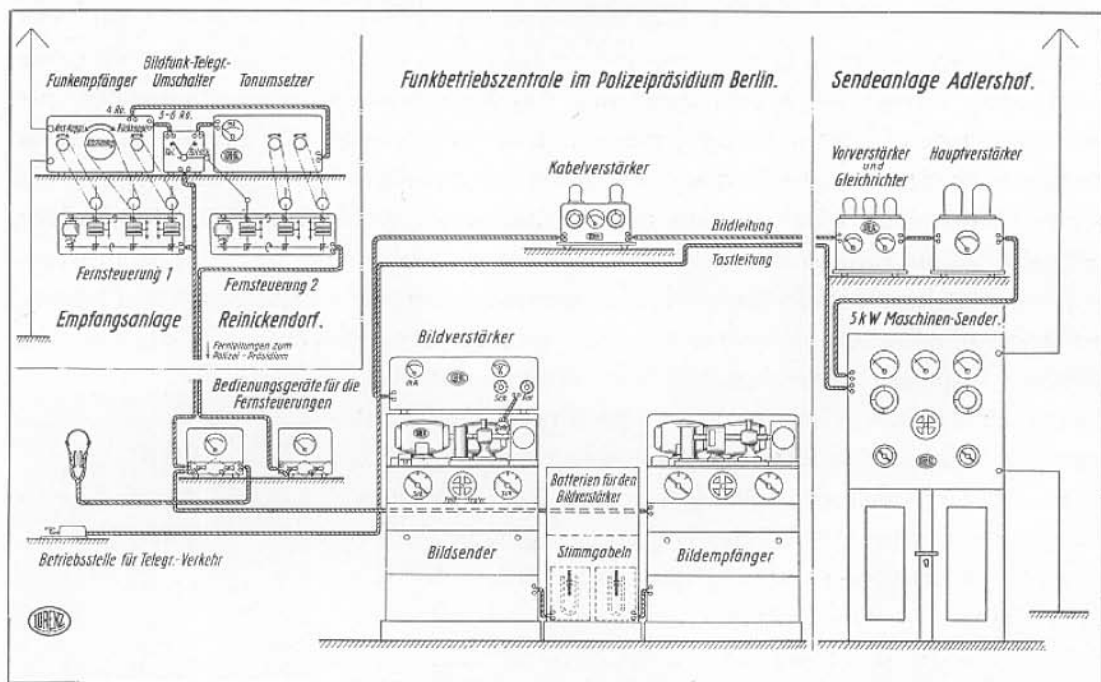 Funkempfänger
Bildfunk-Telegr.-
Umschalter
Tonumsetzer
4 Rö.
5-6 Rö.
Fernsteuerung 1
Fernsteuerung 2
Empfangsanlage
Reinickendorf.
↓ Fernleitungen zum
Polizei-Präsidium
Bedienungsgeräte für die
Fernsteuerungen
Betriebsstelle für Telegr.-Verkehr
LORENZ
Funkbetriebszentrale im Polizeipräsidium Berlin.
Kabelverstärker
Bildleitung
Tastleitung
Bildverstärker
mA
Batterien für den
Bildverstärker
Bildsender
Stimmgabeln
Bildempfänger
Sendeanlage Adlershof.
Vorverstärker
und
Gleichrichter
Hauptverstärker
5 kW Maschinen-Sender.